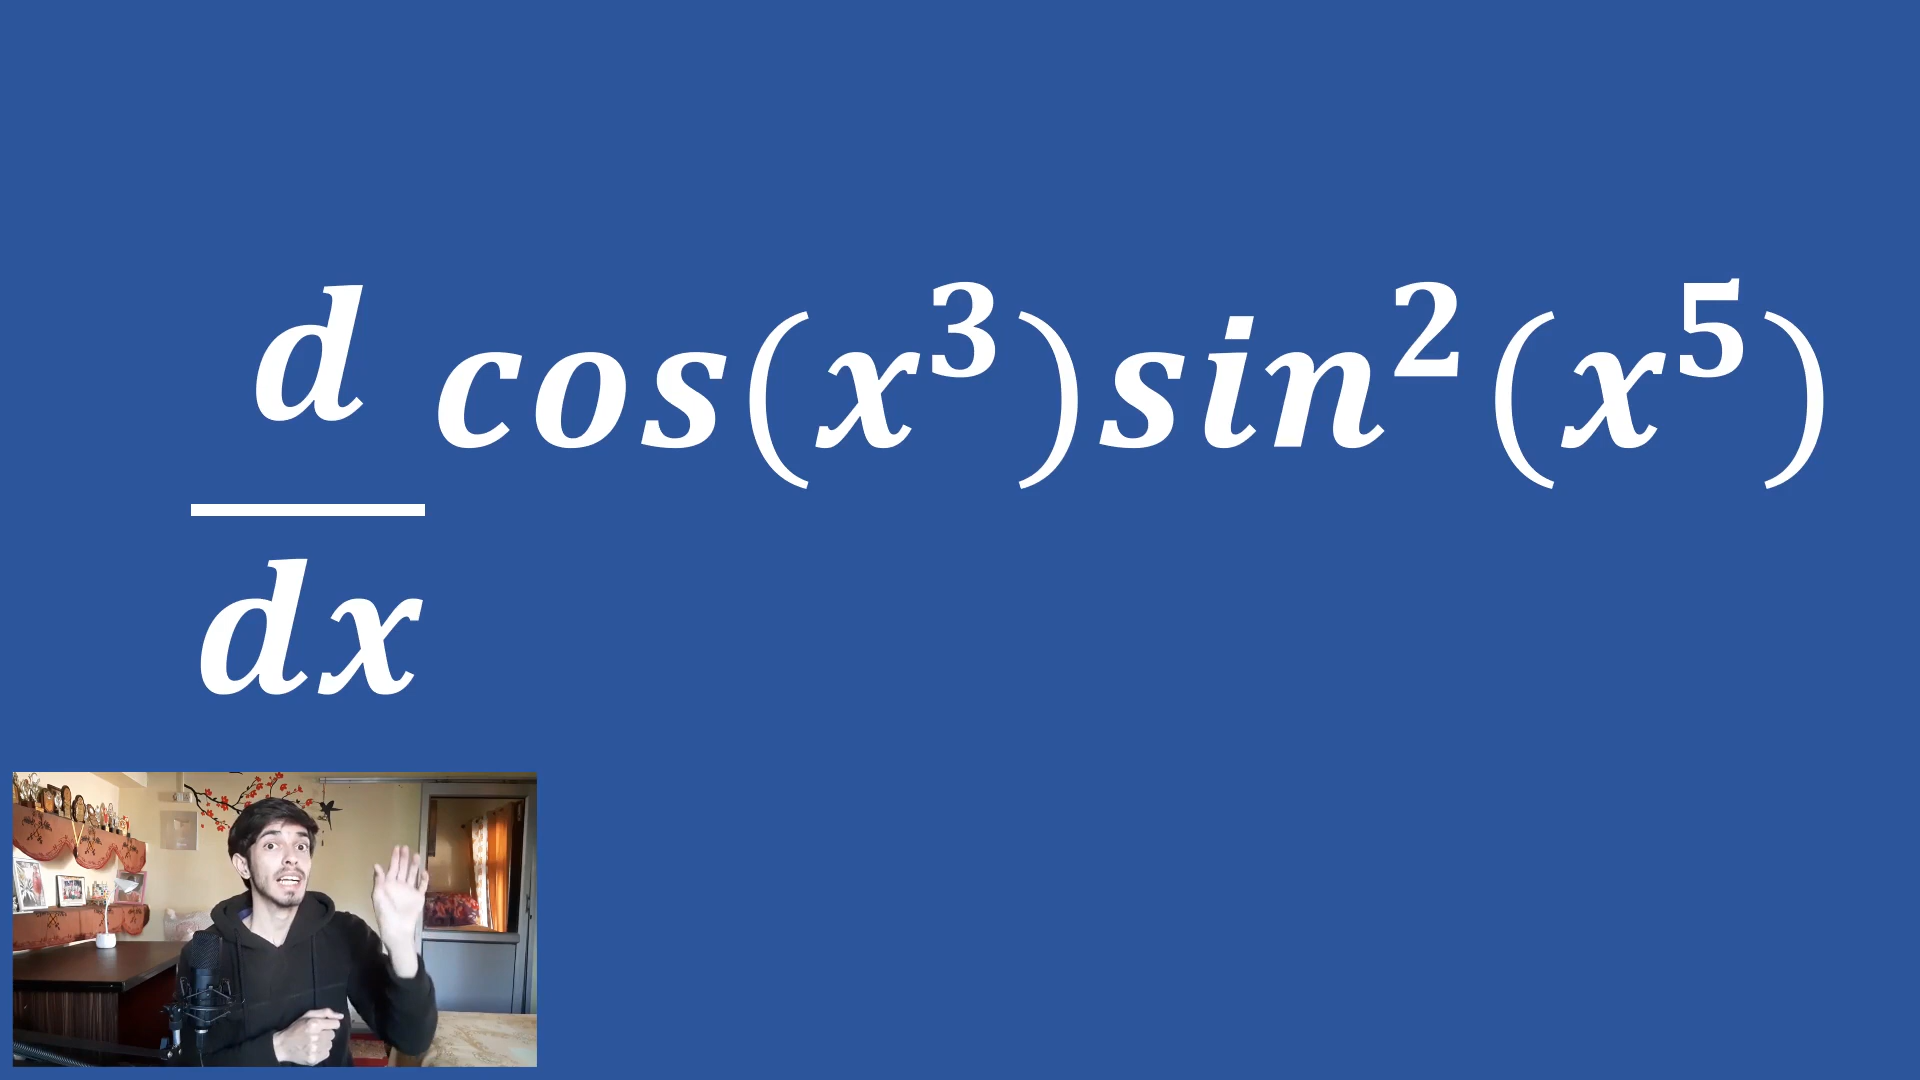 d
cos(x³)sin²(x⁵)
dx